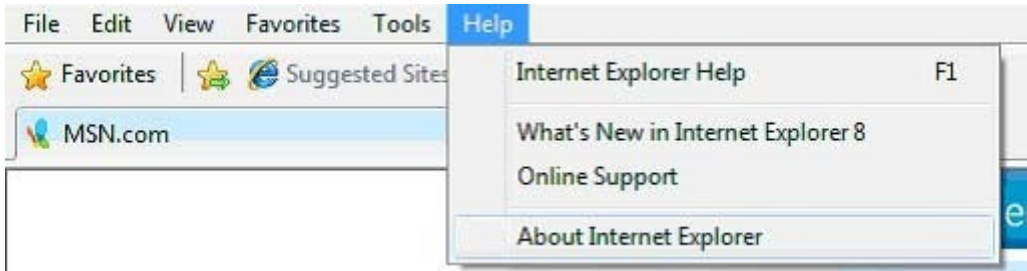 File Edit View Favorites Tools Help
Favorites Suggested Sites
MSN.com
Internet Explorer Help F1
What's New in Internet Explorer 8
Online Support
About Internet Explorer